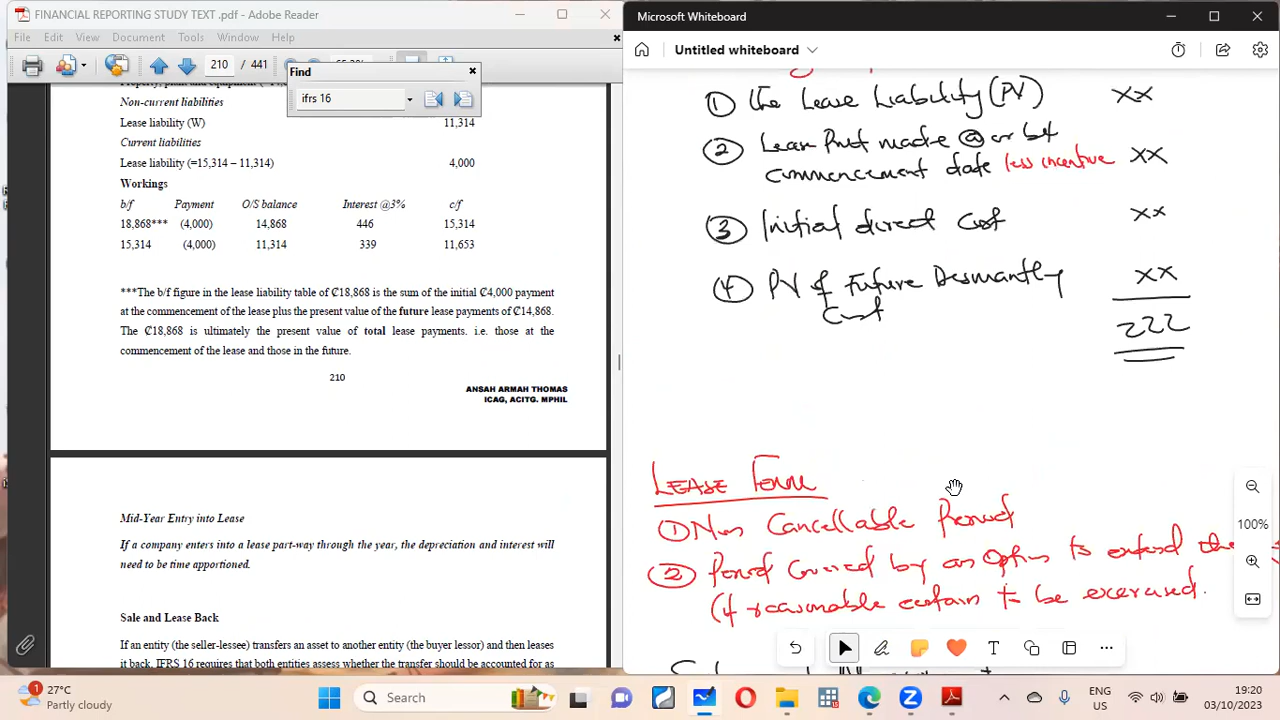 FINANCIAL REPORTING STUDY TEXT .pdf - Adobe Reader
File Edit View Document Tools Window Help
210 / 441
Find
ifrs 16
Non-current liabilities
Lease liability (W) 11,314
Current liabilities
Lease liability (=15,314 – 11,314) 4,000
Workings
b/f Payment O/S balance Interest @3% c/f
18,868*** (4,000) 14,868 446 15,314
15,314 (4,000) 11,314 339 11,653
***The b/f figure in the lease liability table of ₵18,868 is the sum of the initial ₵4,000 payment
at the commencement of the lease plus the present value of the future lease payments of ₵14,868.
The ₵18,868 is ultimately the present value of total lease payments. i.e. those at the
commencement of the lease and those in the future.
210
ANSAH ARMAH THOMAS
ICAG, ACITG. MPHIL
Mid-Year Entry into Lease
If a company enters into a lease part-way through the year, the depreciation and interest will
need to be time apportioned.
Sale and Lease Back
If an entity (the seller-lessee) transfers an asset to another entity (the buyer lessor) and then leases
it back, IFRS 16 requires that both entities assess whether the transfer should be accounted for as
Microsoft Whiteboard
Untitled whiteboard
① The Lease Liability (PV) XX
② Lease Pmt made @ or bef
commencement date less incentive XX
③ Initial direct Cost XX
④ PV of Future Dismantly XX
Cost
ZZZ
LEASE
① Non Cancellable Period
② Period Covered by an Option to extend the
(if reasonable certain to be exercised.
100%
1
27°C
Partly cloudy
Search
ENG
US
19:20
03/10/2023